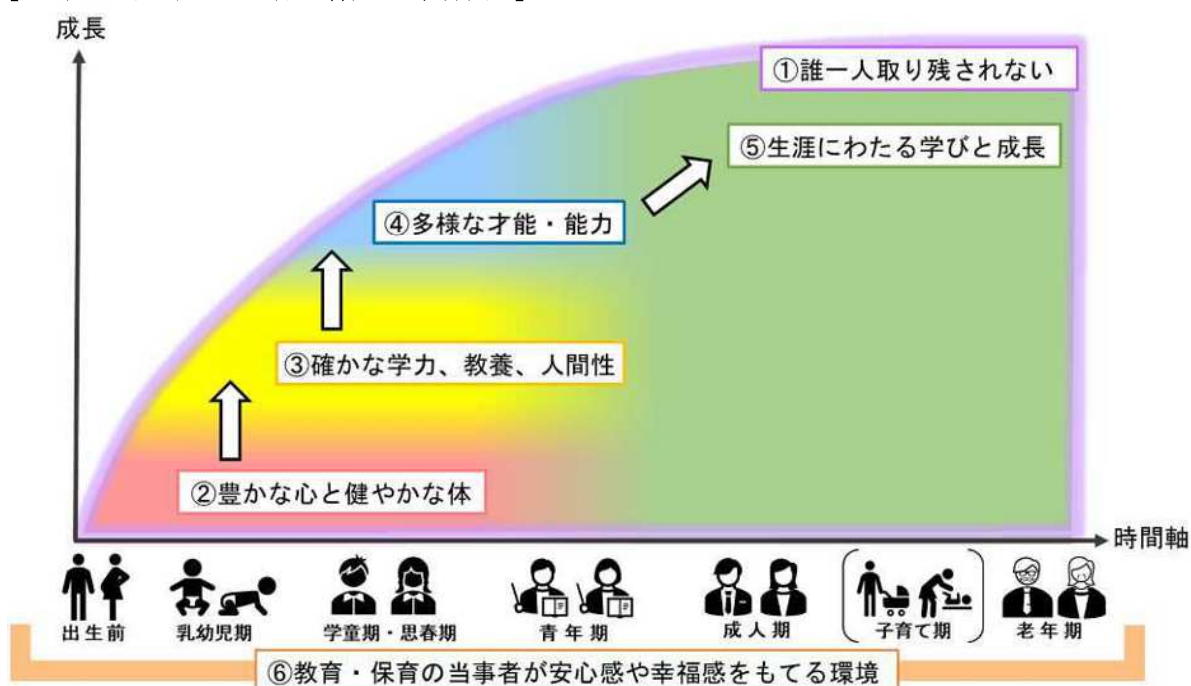 成長
①誰一人取り残されない
⑤生涯にわたる学びと成長
④多様な才能・能力
③確かな学力、教養、人間性
②豊かな心と健やかな体
時間軸
出生前
乳幼児期
学童期・思春期
青年期
成人期
子育て期
老年期
⑥教育・保育の当事者が安心感や幸福感をもてる環境